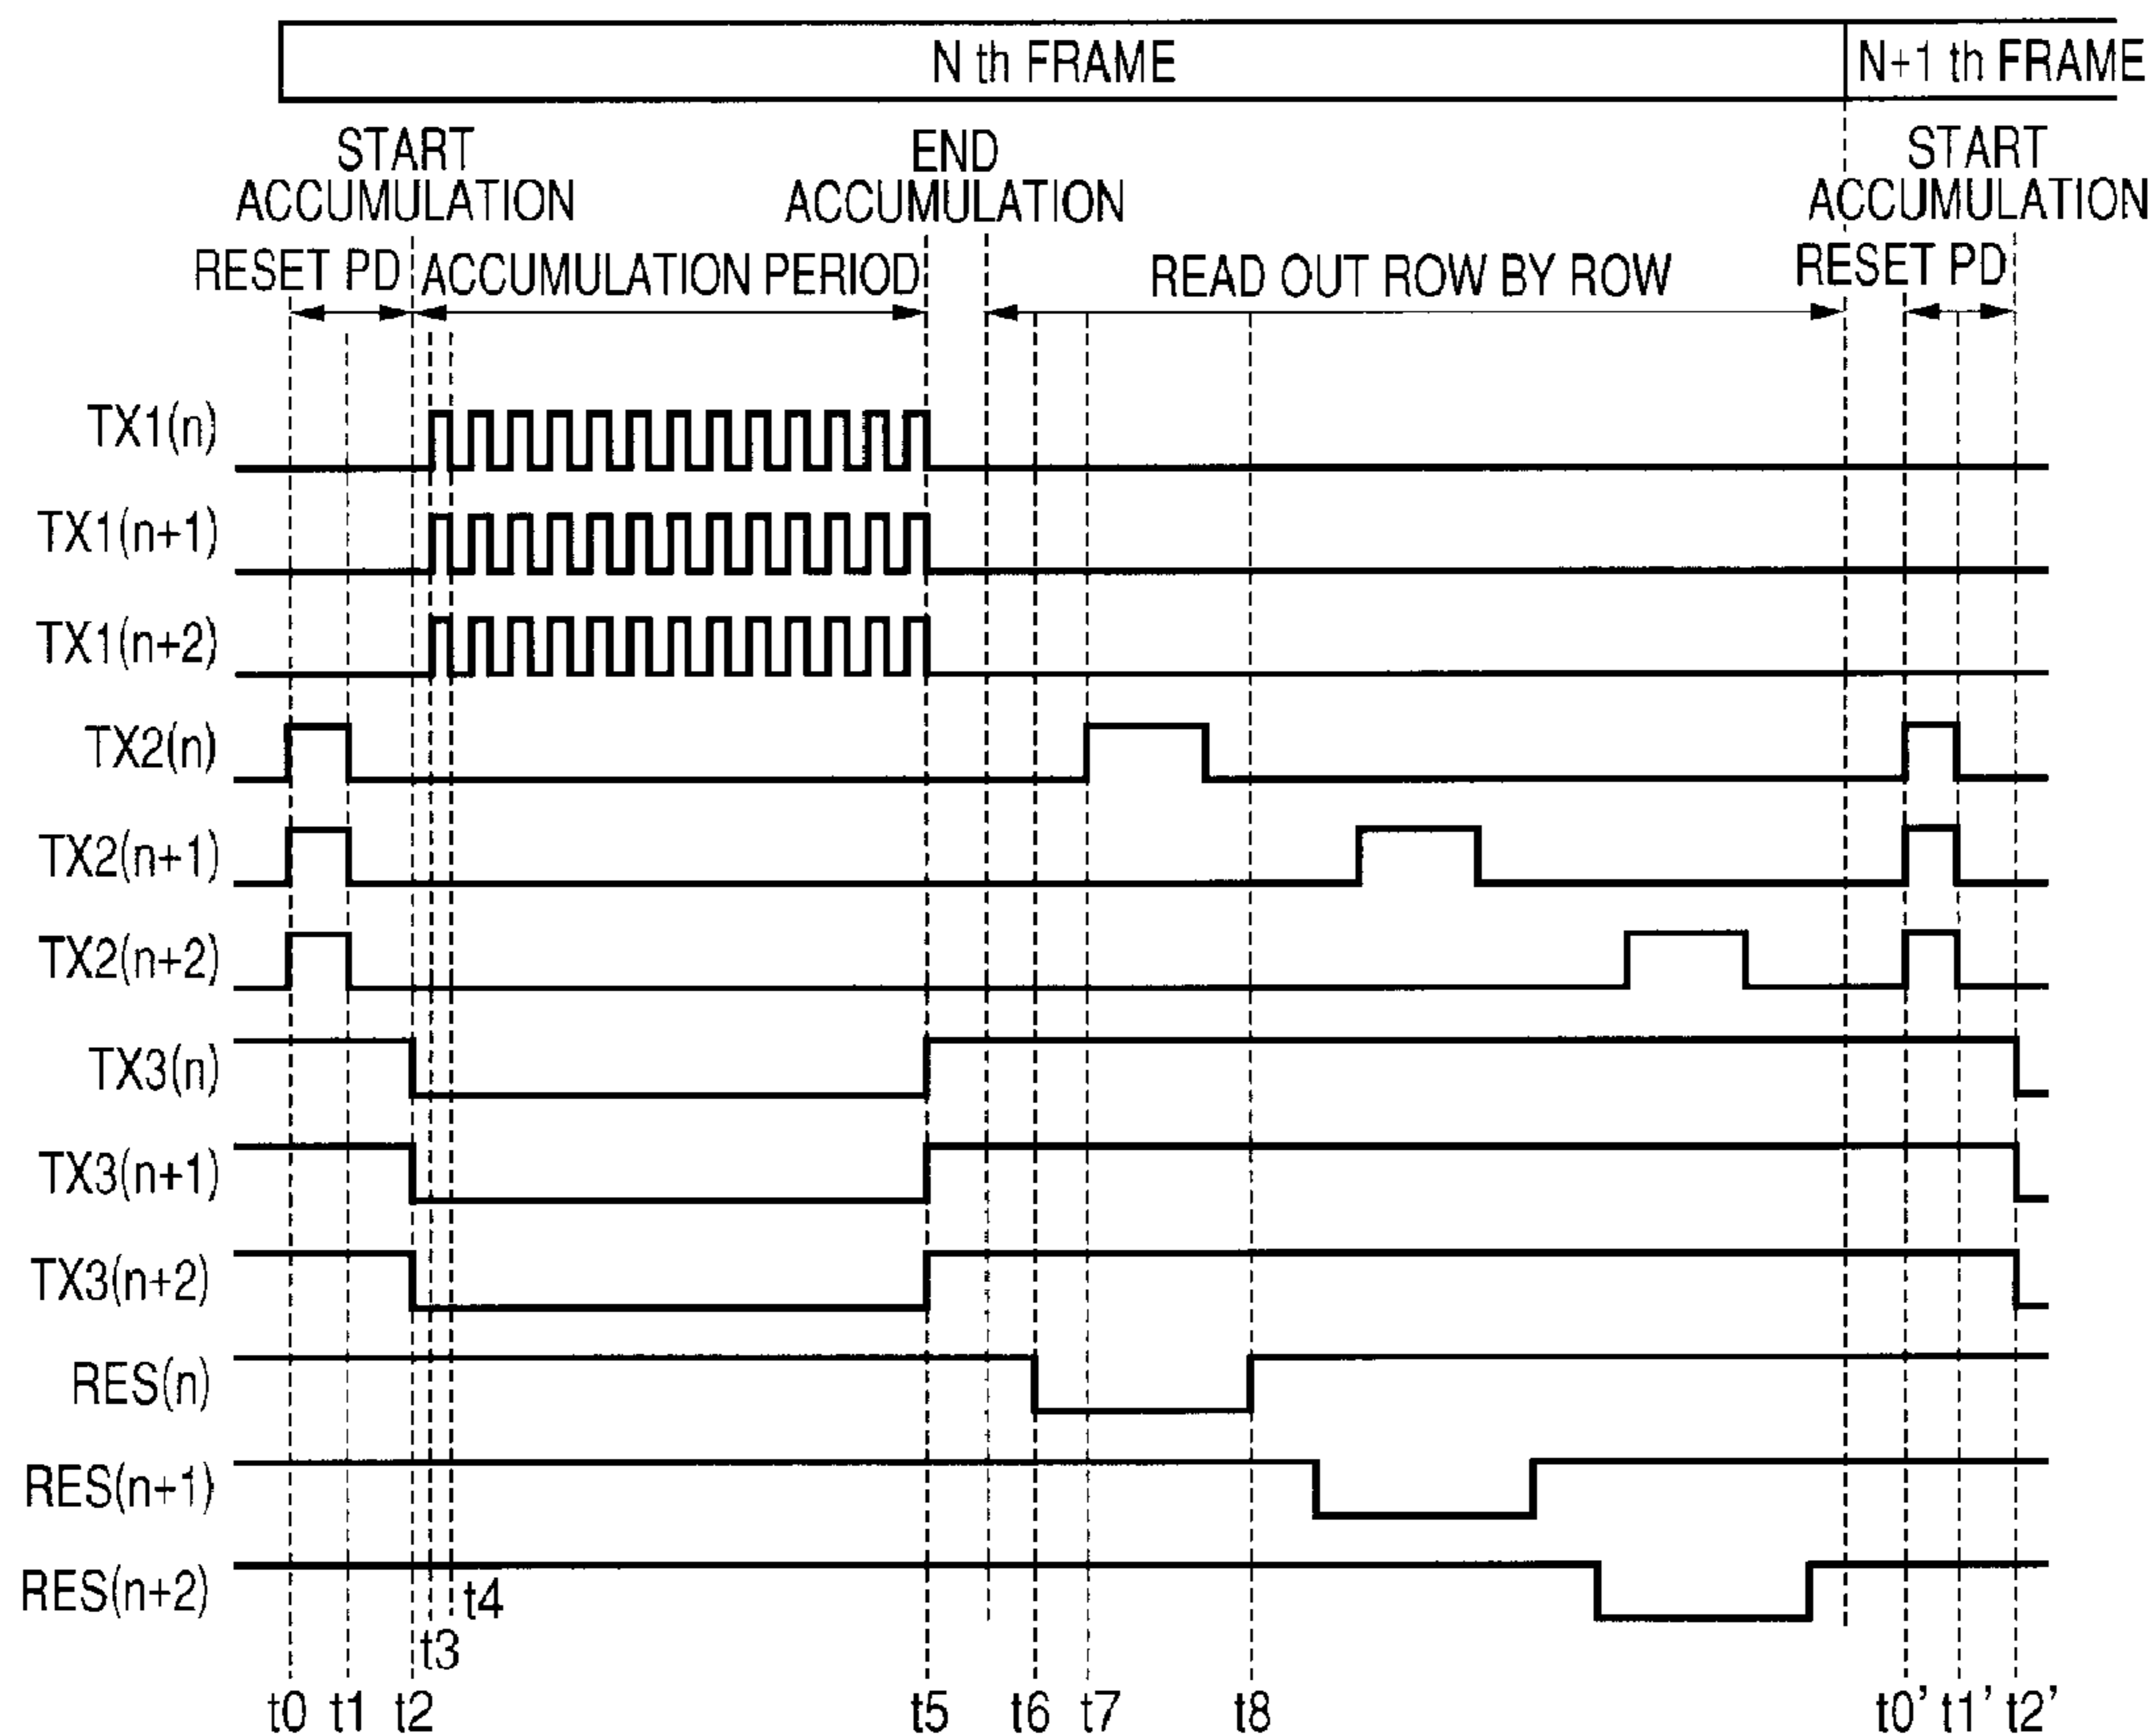 N th FRAME
N+1 th FRAME
START
ACCUMULATION
END
ACCUMULATION
START
ACCUMULATION
RESET PD
ACCUMULATION PERIOD
READ OUT ROW BY ROW
RESET PD
TX1(n)
TX1(n+1)
TX1(n+2)
TX2(n)
TX2(n+1)
TX2(n+2)
TX3(n)
TX3(n+1)
TX3(n+2)
RES(n)
RES(n+1)
RES(n+2)
t4
t3
t0 t1 t2 t5 t6 t7 t8 t0' t1' t2'